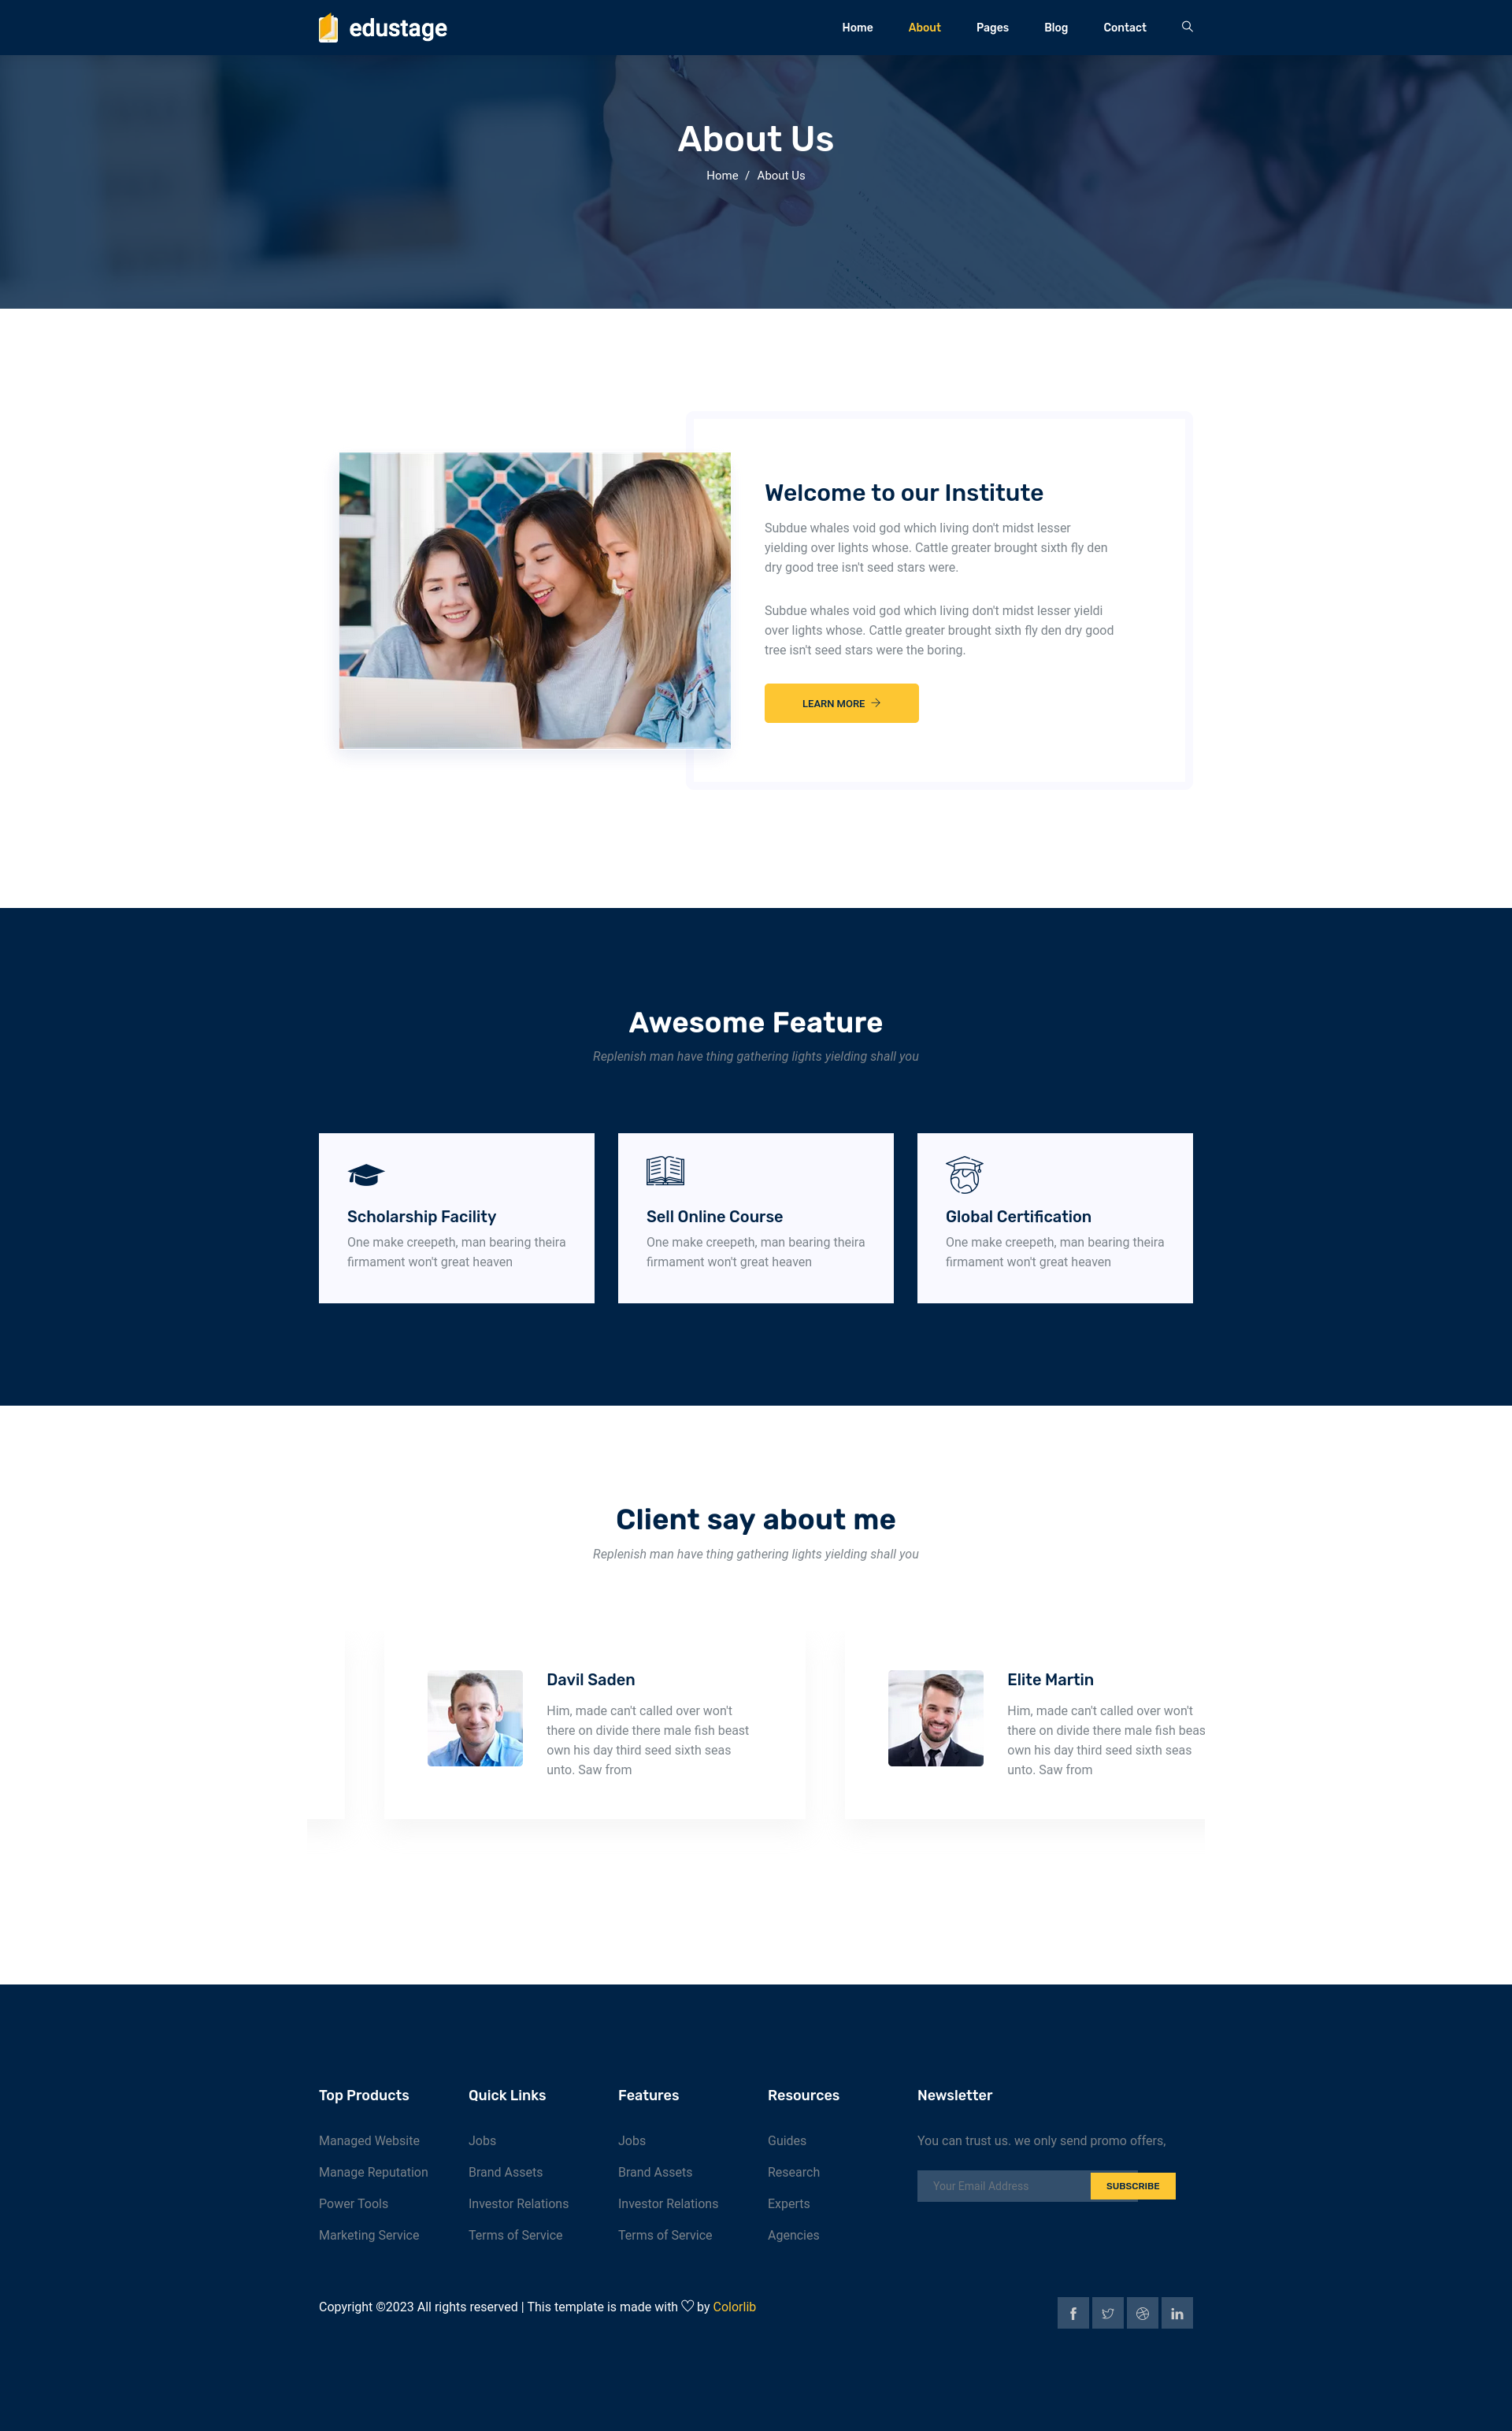 edustage
Home About Pages Blog Contact
About Us
Home / About Us
Welcome to our Institute
Subdue whales void god which living don't midst lesser
yielding over lights whose. Cattle greater brought sixth fly den
dry good tree isn't seed stars were.
Subdue whales void god which living don't midst lesser yieldi
over lights whose. Cattle greater brought sixth fly den dry good
tree isn't seed stars were the boring.
LEARN MORE
Awesome Feature
Replenish man have thing gathering lights yielding shall you
Scholarship Facility
One make creepeth, man bearing theira
firmament won't great heaven
Sell Online Course
One make creepeth, man bearing theira
firmament won't great heaven
Global Certification
One make creepeth, man bearing theira
firmament won't great heaven
Client say about me
Replenish man have thing gathering lights yielding shall you
Davil Saden
Him, made can't called over won't
there on divide there male fish beast
own his day third seed sixth seas
unto. Saw from
Elite Martin
Him, made can't called over won't
there on divide there male fish beas
own his day third seed sixth seas
unto. Saw from
Top Products
Managed Website
Manage Reputation
Power Tools
Marketing Service
Quick Links
Jobs
Brand Assets
Investor Relations
Terms of Service
Features
Jobs
Brand Assets
Investor Relations
Terms of Service
Resources
Guides
Research
Experts
Agencies
Newsletter
You can trust us. we only send promo offers,
Your Email Address
SUBSCRIBE
Copyright ©2023 All rights reserved | This template is made with ♡ by Colorlib